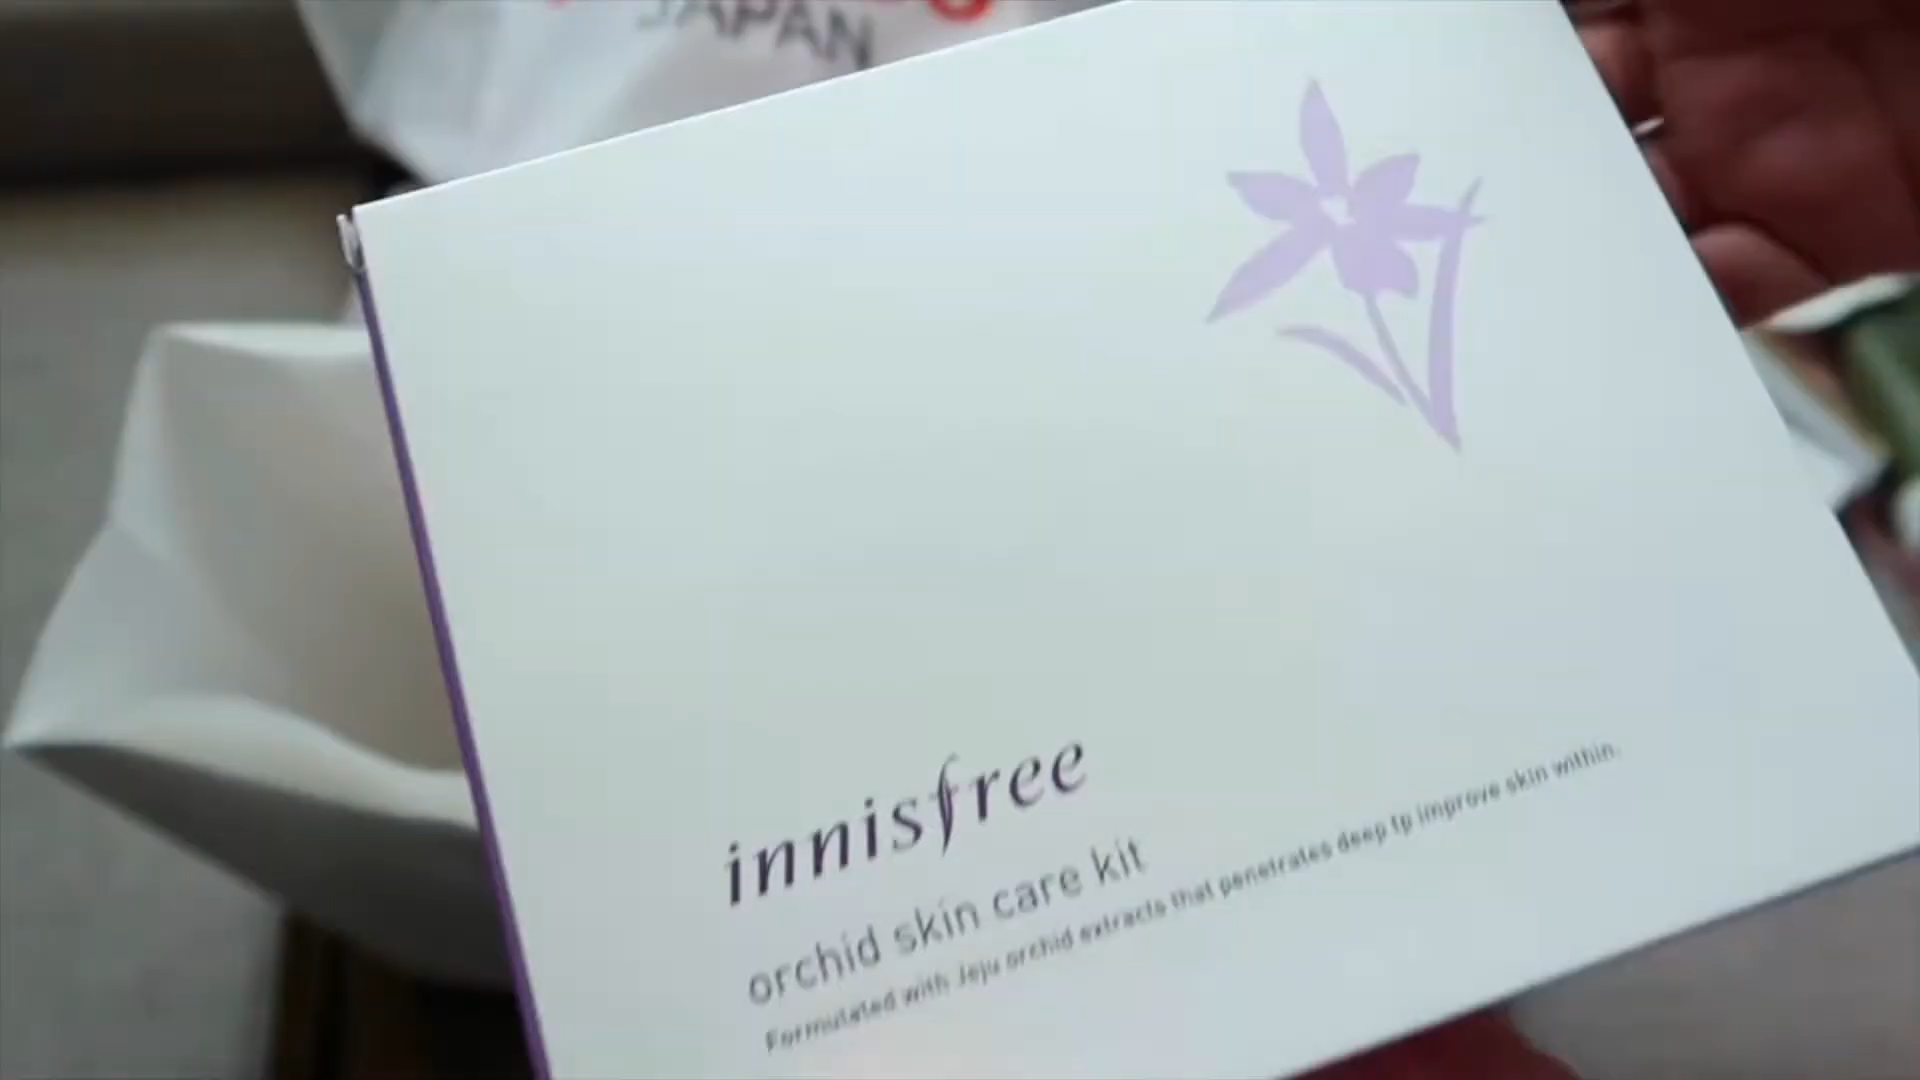 JAPAN
innisfree
orchid skin care kit
Formulated with Jeju orchid extracts that penetrates deep tp improve skin within.